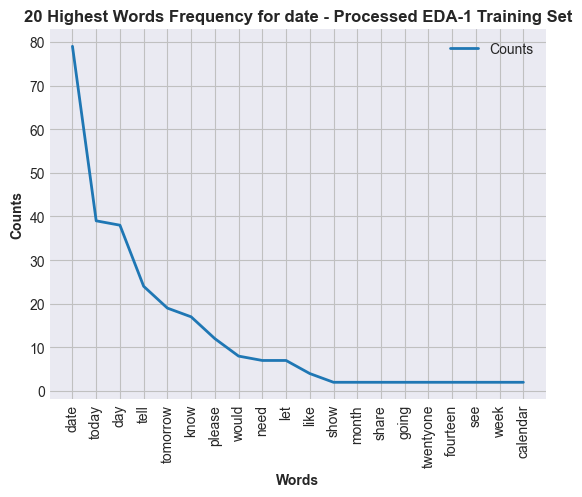 20 Highest Words Frequency for date - Processed EDA-1 Training Set
Counts
80
70
60
50
40
30
20
10
0
Counts
date
today
day
tell
tomorrow
know
please
would
need
let
like
show
month
share
going
twentyone
fourteen
see
week
calendar
Words